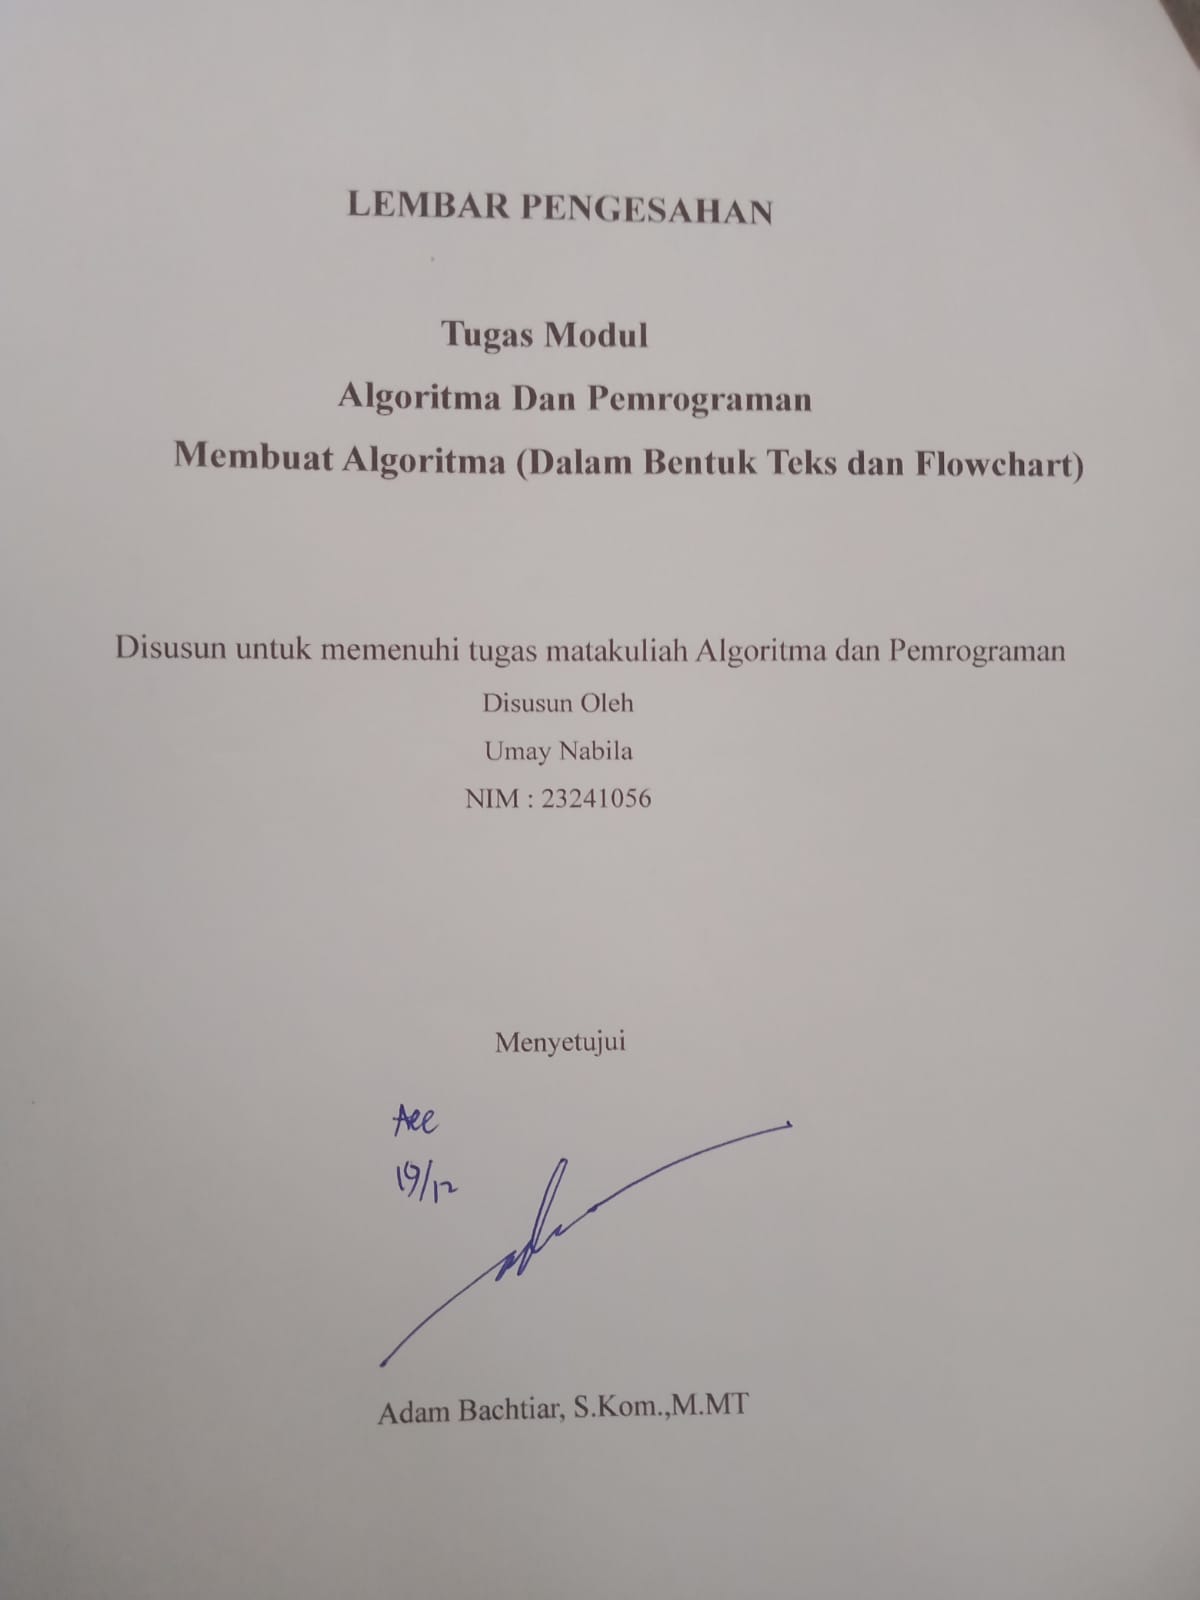 LEMBAR PENGESAHAN
Tugas Modul
Algoritma Dan Pemrograman
Membuat Algoritma (Dalam Bentuk Teks dan Flowchart)
Disusun untuk memenuhi tugas matakuliah Algoritma dan Pemrograman
Disusun Oleh
Umay Nabila
NIM : 23241056
Menyetujui
Acc
19/12
Adam Bachtiar, S.Kom.,M.MT